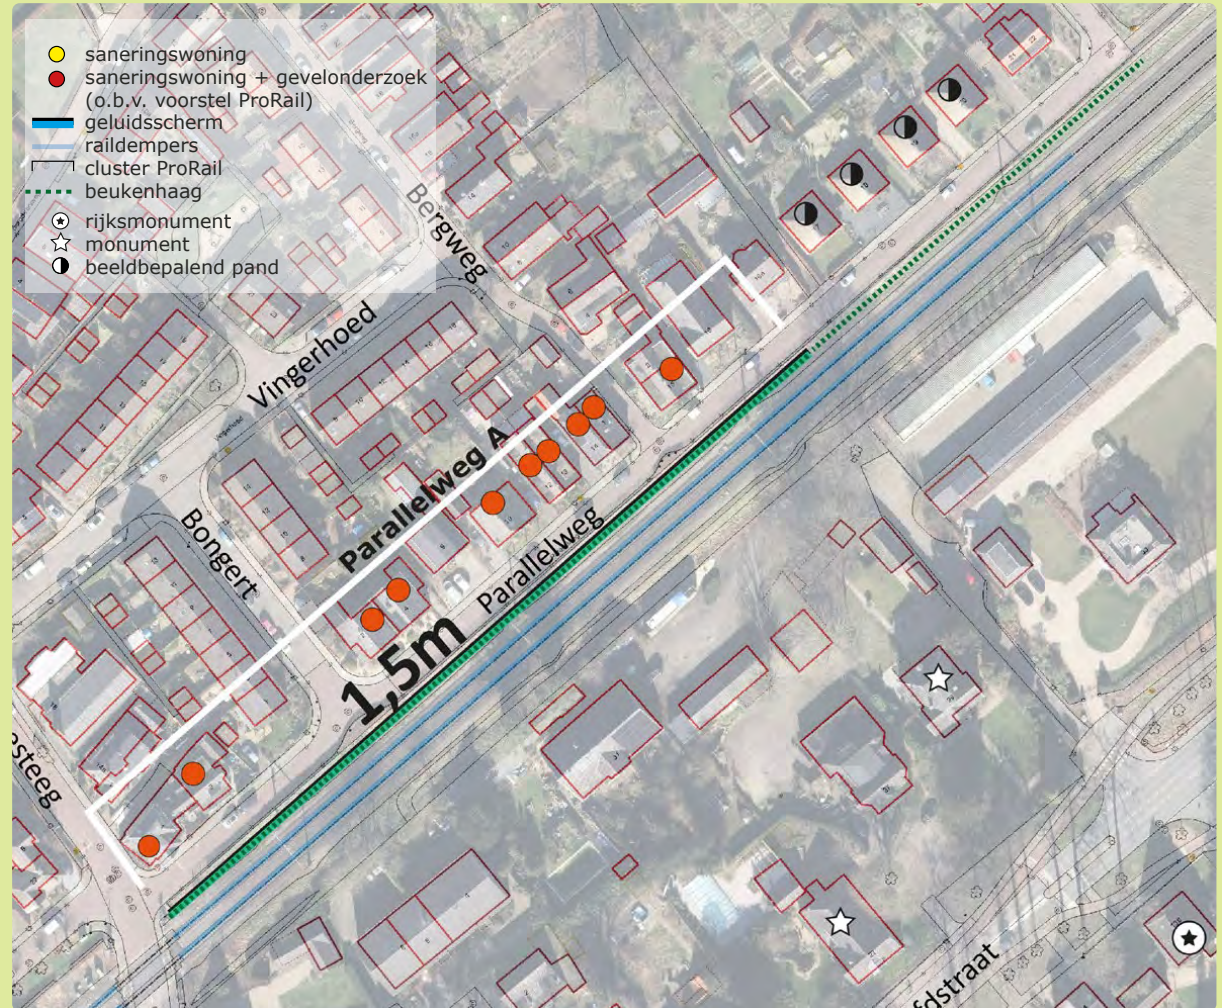 saneringswoning
saneringswoning + gevelonderzoek
(o.b.v. voorstel ProRail)
geluidsscherm
raildempers
cluster ProRail
beukenhaag
rijksmonument
monument
beeldbepalend pand
Bergweg
Vingerhoed
Parallelweg A
Bongert
Parallelweg
1,5m
esteeg
fdstraat